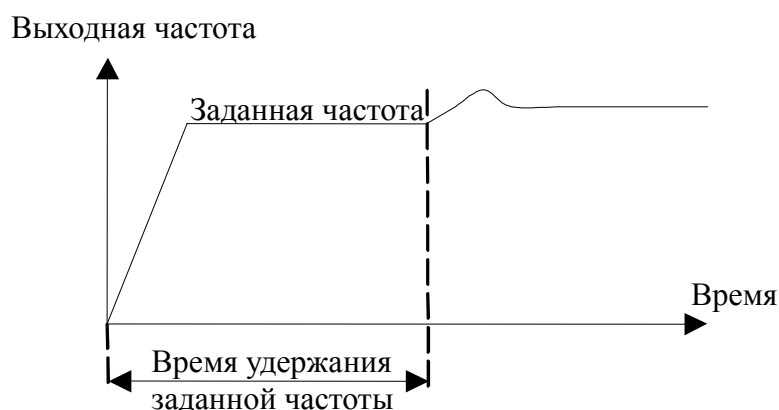 Выходная частота
Заданная частота
Время
Время удержания
заданной частоты